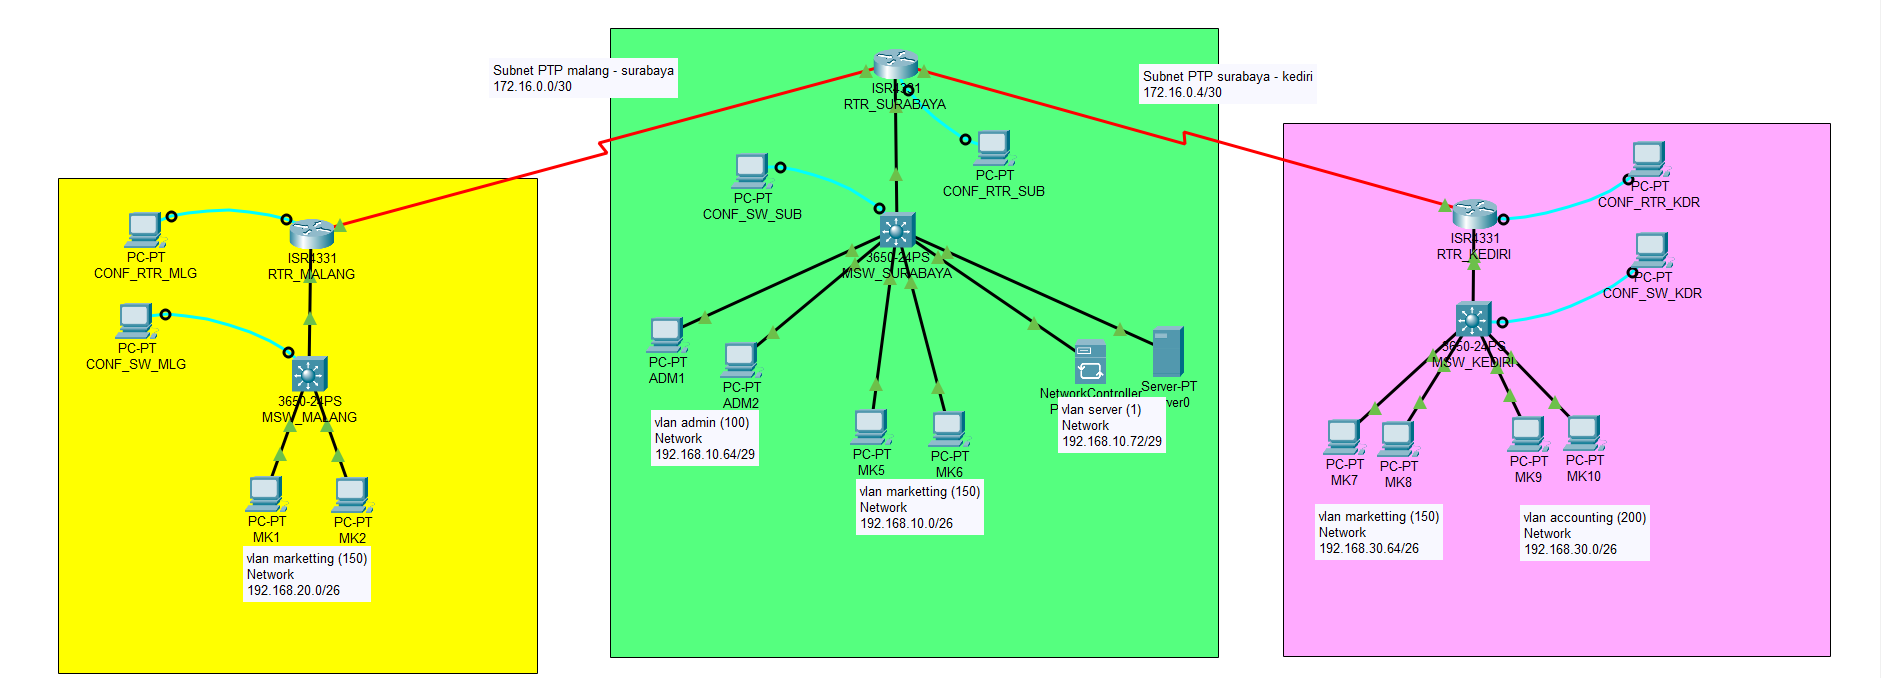 Subnet PTP malang - surabaya
172.16.0.0/30
Subnet PTP surabaya - kediri
172.16.0.4/30
PC-PT
CONF_RTR_MLG
ISR4331
RTR_MALANG
PC-PT
CONF_SW_MLG
3650-24PS
MSW_MALANG
PC-PT
MK1
PC-PT
MK2
vlan marketting (150)
Network
192.168.20.0/26
ISR4331
RTR_SURABAYA
PC-PT
CONF_RTR_SUB
PC-PT
CONF_SW_SUB
3650-24PS
MSW_SURABAYA
PC-PT
ADM1
PC-PT
ADM2
vlan admin (100)
Network
192.168.10.64/29
PC-PT
MK5
PC-PT
MK6
vlan marketting (150)
Network
192.168.10.0/26
NetworkController
Server-PT
vlan server (1)
Network
192.168.10.72/29
PC-PT
CONF_RTR_KDR
ISR4331
RTR_KEDIRI
PC-PT
CONF_SW_KDR
3650-24PS
MSW_KEDIRI
PC-PT
MK7
PC-PT
MK8
PC-PT
MK9
PC-PT
MK10
vlan marketting (150)
Network
192.168.30.64/26
vlan accounting (200)
Network
192.168.30.0/26